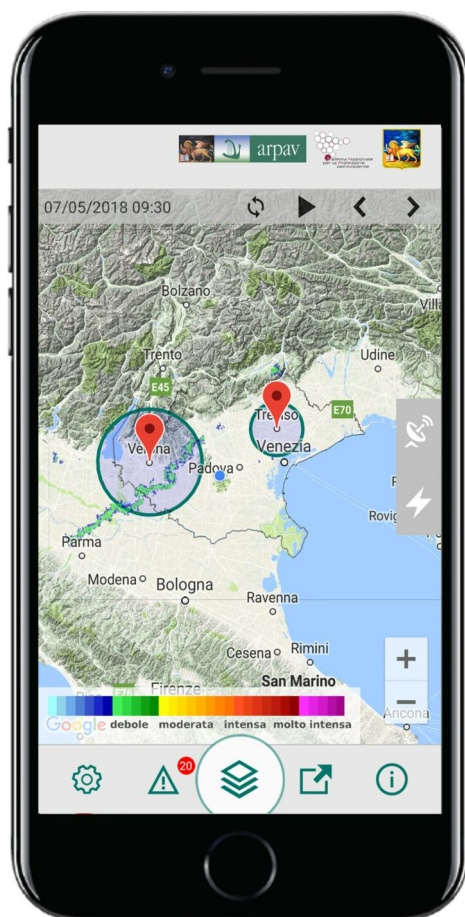 arpav
07/05/2018 09:30
Bolzano
Trento
Udine
E45
E70
Verona
Treviso
Venezia
Padova
Parma
Modena
Bologna
Ravenna
Cesena
Rimini
San Marino
Firenze
Ancona
Google debole moderata intensa molto intensa
20